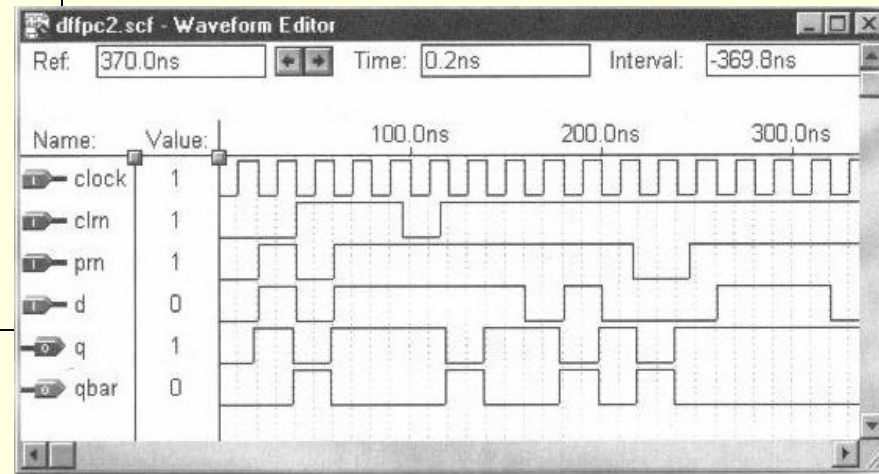 dffpc2.scf - Waveform Editor
Ref: 370.0ns Time: 0.2ns Interval: -369.8ns
Name: Value: 100.0ns 200.0ns 300.0ns
clock 1
clrn 1
prn 1
d 0
q 1
qbar 0